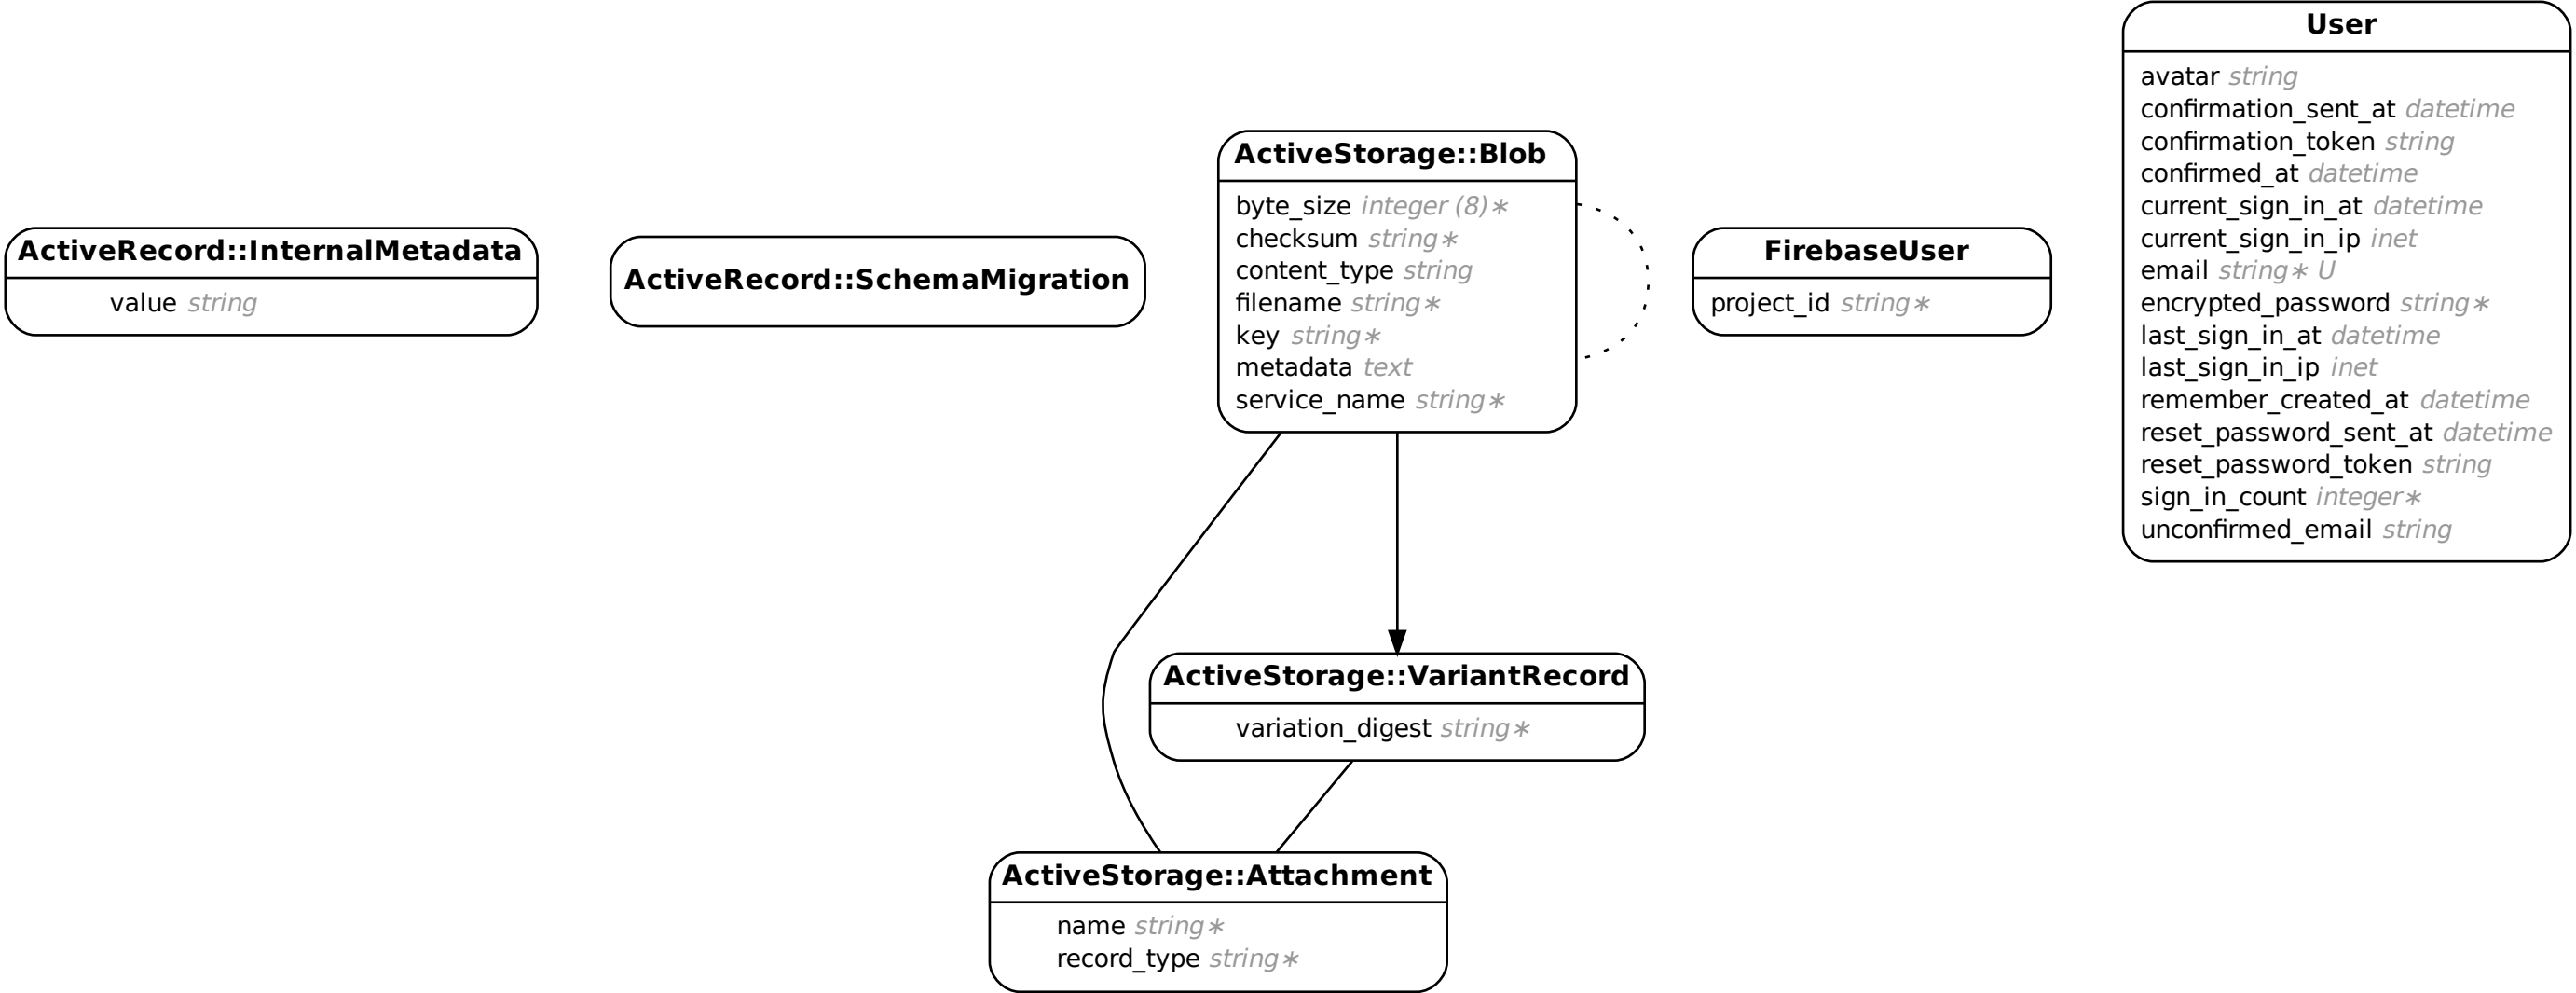 ActiveRecord::InternalMetadata
value string
ActiveRecord::SchemaMigration
ActiveStorage::Blob
byte_size integer (8)∗
checksum string∗
content_type string
filename string∗
key string∗
metadata text
service_name string∗
FirebaseUser
project_id string∗
User
avatar string
confirmation_sent_at datetime
confirmation_token string
confirmed_at datetime
current_sign_in_at datetime
current_sign_in_ip inet
email string∗ U
encrypted_password string∗
last_sign_in_at datetime
last_sign_in_ip inet
remember_created_at datetime
reset_password_sent_at datetime
reset_password_token string
sign_in_count integer∗
unconfirmed_email string
ActiveStorage::VariantRecord
variation_digest string∗
ActiveStorage::Attachment
name string∗
record_type string∗